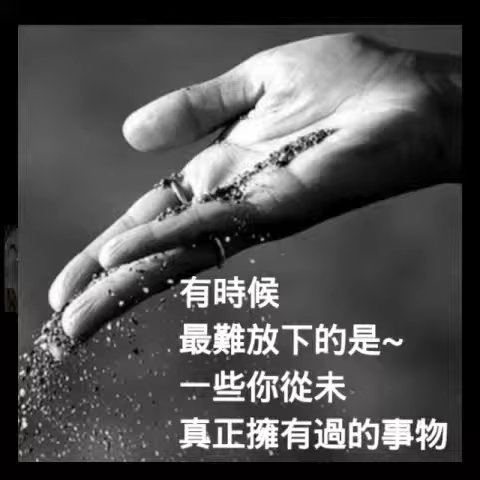 有時候
最難放下的是~
一些你從未
真正擁有過的事物